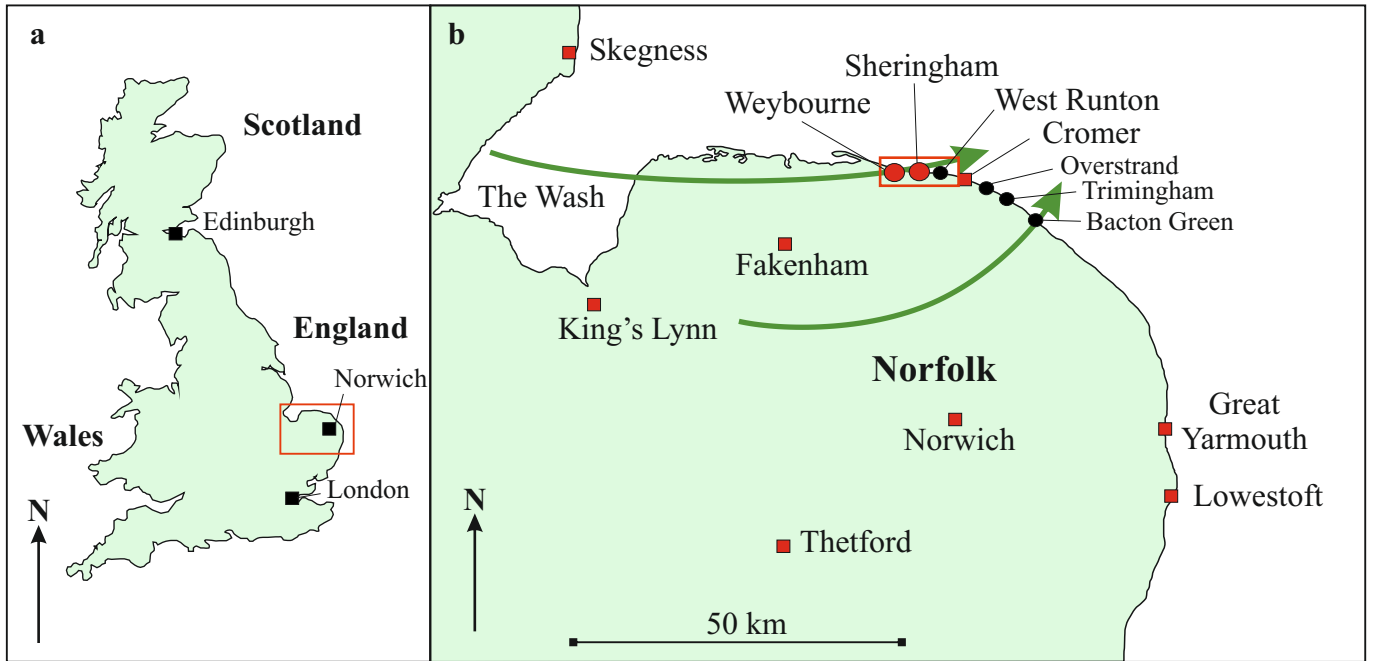 a
Scotland
Edinburgh
England
Norwich
Wales
London
N
b
Skegness
Sheringham
Weybourne
West Runton
Cromer
Overstrand
Trimingham
Bacton Green
The Wash
Fakenham
King's Lynn
Norfolk
Norwich
Great
Yarmouth
Lowestoft
Thetford
N
50 km